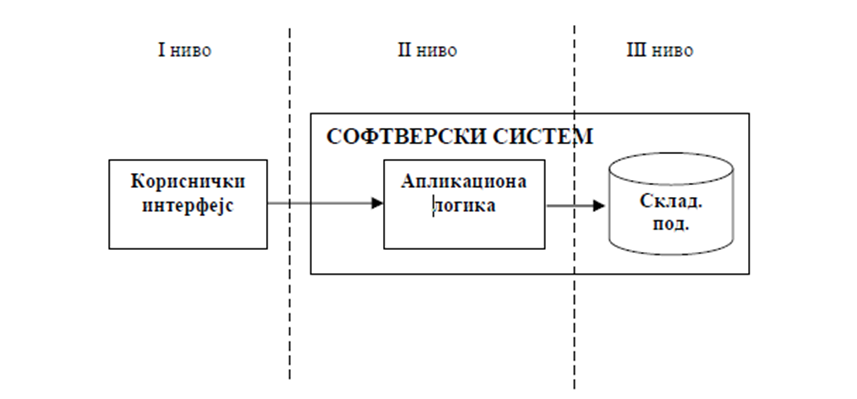 I ниво
II ниво
III ниво
СОФТВЕРСКИ СИСТЕМ
Кориснички
интерфејс
Апликациона
логика
Склад.
под.